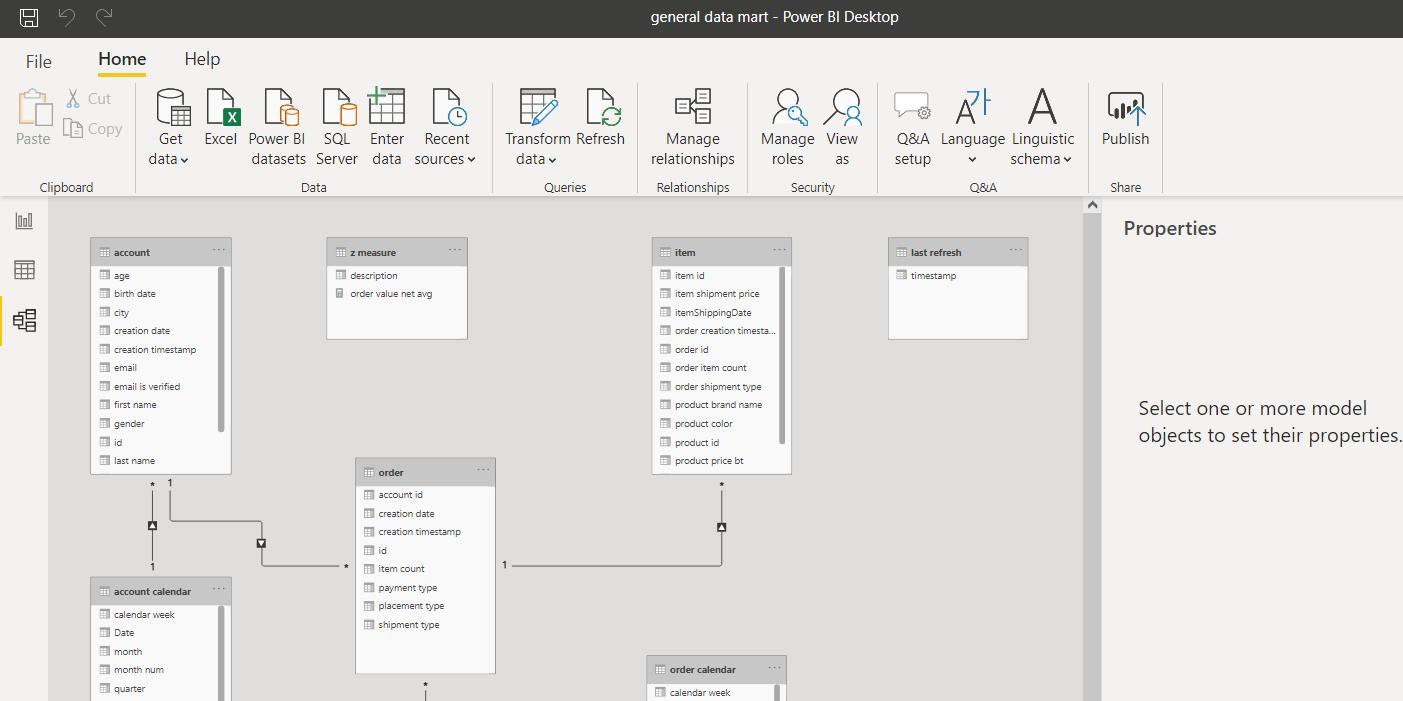 general data mart - Power BI Desktop
File Home Help
Paste
Cut
Copy
Clipboard
Get data
Excel
Power BI datasets
SQL Server
Enter data
Recent sources
Data
Transform data
Refresh
Queries
Manage relationships
Relationships
Manage roles
View as
Security
Q&A setup
Language
Linguistic schema
Q&A
Publish
Share
account
age
birth date
city
creation date
creation timestamp
email
email is verified
first name
gender
id
last name
z measure
description
order value net avg
item
item id
item shipment price
itemShippingDate
order creation timesta...
order id
order item count
order shipment type
product brand name
product color
product id
product price bt
last refresh
timestamp
* 1
1
*
order
account id
creation date
creation timestamp
id
item count
payment type
placement type
shipment type
1
*
*
account calendar
calendar week
Date
month
month num
quarter
order calendar
calendar week
Properties
Select one or more model
objects to set their properties.